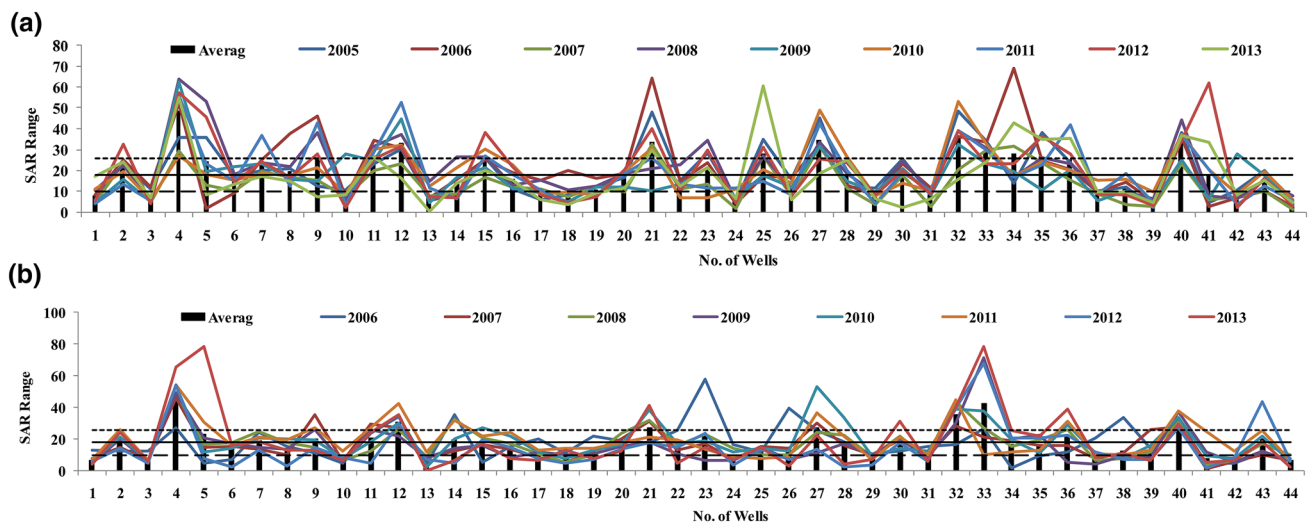 (a)
Averag 2005 2006 2007 2008 2009 2010 2011 2012 2013
80
70
60
50
40
30
20
10
0
SAR Range
1 2 3 4 5 6 7 8 9 10 11 12 13 14 15 16 17 18 19 20 21 22 23 24 25 26 27 28 29 30 31 32 33 34 35 36 37 38 39 40 41 42 43 44
No. of Wells
(b)
Averag 2006 2007 2008 2009 2010 2011 2012 2013
100
80
60
40
20
0
SAR Range
1 2 3 4 5 6 7 8 9 10 11 12 13 14 15 16 17 18 19 20 21 22 23 24 25 26 27 28 29 30 31 32 33 34 35 36 37 38 39 40 41 42 43 44
No. of Wells